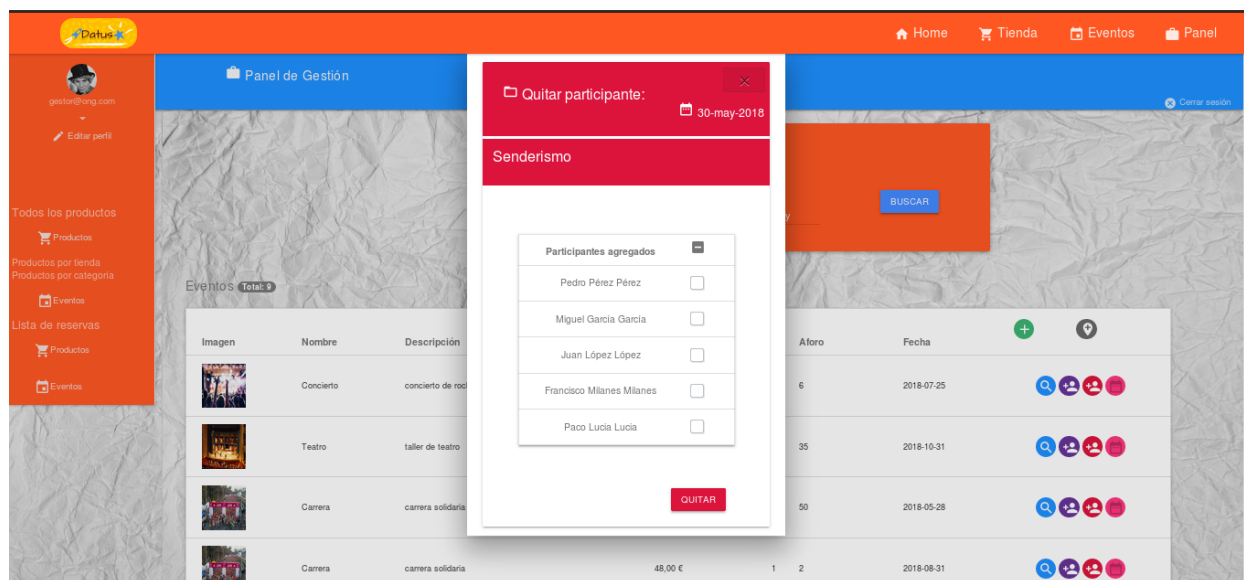 Datus
Home
Tienda
Eventos
Panel
gestor@ong.com
Editar perfil
Panel de Gestión
Cerrar sesión
Todos los productos
Productos
Productos por tienda
Productos por categoria
Eventos
Lista de reservas
Productos
Eventos
Quitar participante:
30-may-2018
Senderismo
Participantes agregados
Pedro Pérez Pérez
Miguel García García
Juan López López
Francisco Milanes Milanes
Paco Lucia Lucia
QUITAR
y
BUSCAR
Eventos Total: 9
Imagen Nombre Descripción Aforo Fecha
Concierto concierto de roc 6 2018-07-25
Teatro taller de teatro 35 2018-10-31
Carrera carrera solidaria 50 2018-05-28
Carrera carrera solidaria 48,00 € 1 2 2018-08-31